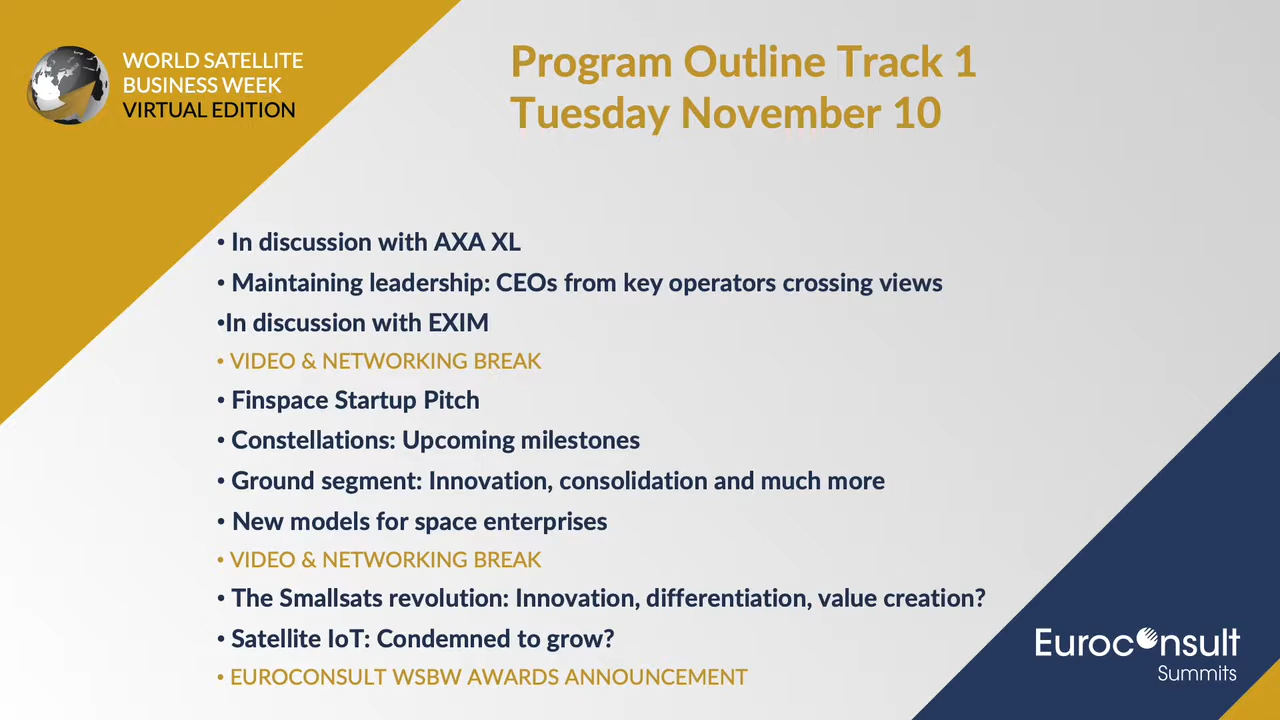 WORLD SATELLITE
BUSINESS WEEK
VIRTUAL EDITION
Program Outline Track 1
Tuesday November 10
• In discussion with AXA XL
• Maintaining leadership: CEOs from key operators crossing views
•In discussion with EXIM
• VIDEO & NETWORKING BREAK
• Finspace Startup Pitch
• Constellations: Upcoming milestones
• Ground segment: Innovation, consolidation and much more
• New models for space enterprises
• VIDEO & NETWORKING BREAK
• The Smallsats revolution: Innovation, differentiation, value creation?
• Satellite IoT: Condemned to grow?
• EUROCONSULT WSBW AWARDS ANNOUNCEMENT
Euroconsult
Summits